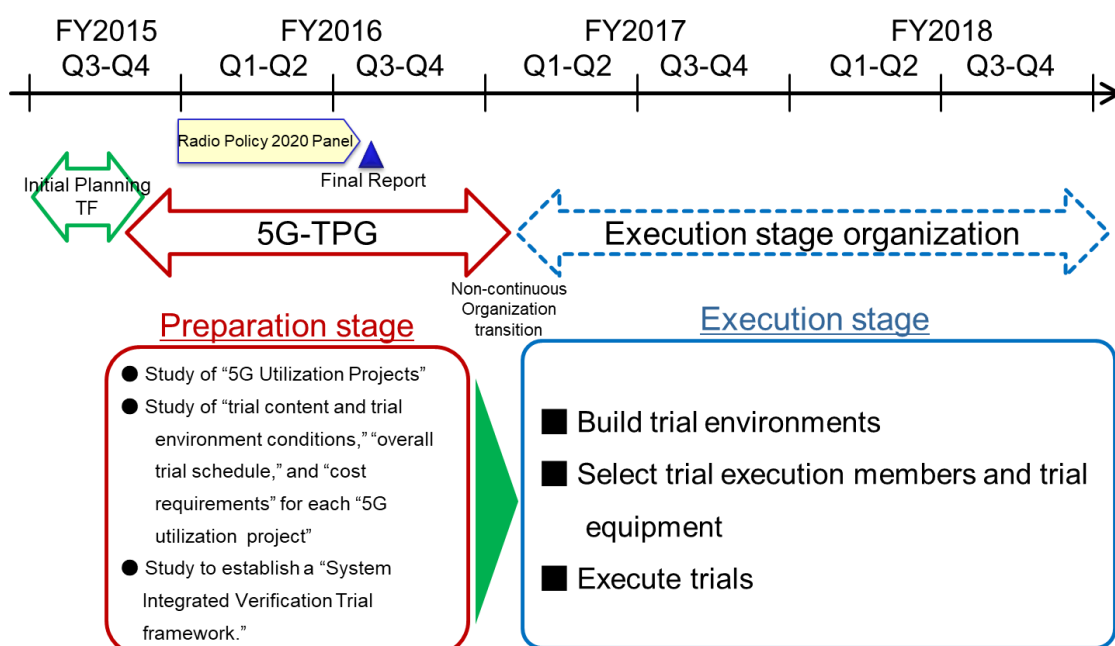 FY2015 FY2016 FY2017 FY2018
Q3-Q4 Q1-Q2 Q3-Q4 Q1-Q2 Q3-Q4 Q1-Q2 Q3-Q4
Radio Policy 2020 Panel
Final Report
Initial Planning
TF
5G-TPG
Execution stage organization
Non-continuous
Organization
transition
Preparation stage
● Study of “5G Utilization Projects”
● Study of “trial content and trial
environment conditions,” “overall
trial schedule,” and “cost
requirements” for each “5G
utilization project”
● Study to establish a “System
Integrated Verification Trial
framework.”
Execution stage
■ Build trial environments
■ Select trial execution members and trial
equipment
■ Execute trials